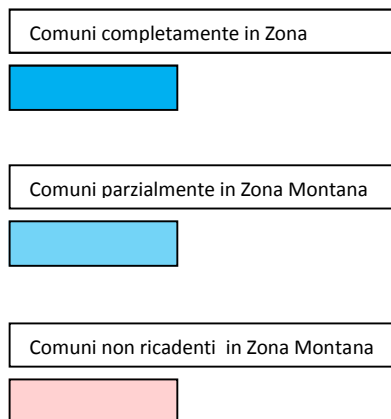 Comuni completamente in Zona
Comuni parzialmente in Zona Montana
Comuni non ricadenti in Zona Montana